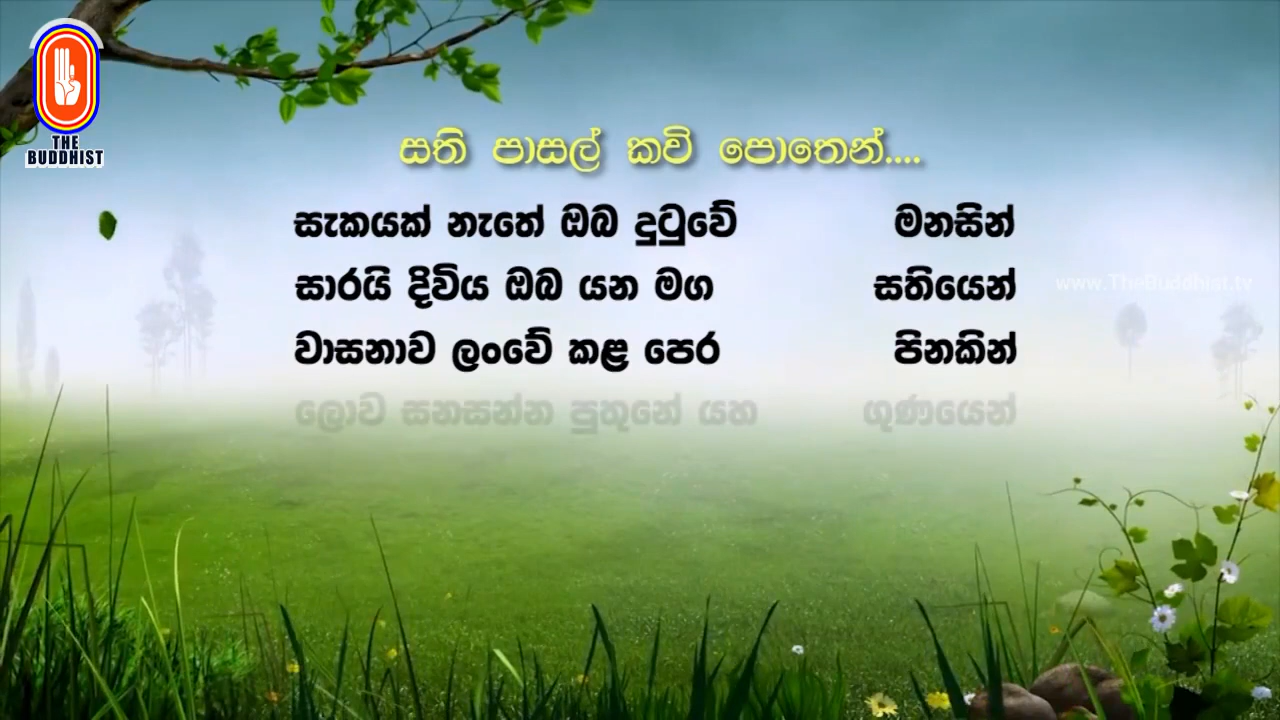 THE
BUDDHIST
සති පාසල් කවි පොතෙන්....
සැකයක් නැතේ ඔබ දුටුවේ මනසින්
සාරයි දිවිය ඔබ යන මග සතියෙන්
www.TheBuddhist.tv
වාසනාව ලංවේ කළ පෙර පිනකින්
ලොව සනසන්න පුතුනේ යහ ගුණයෙන්